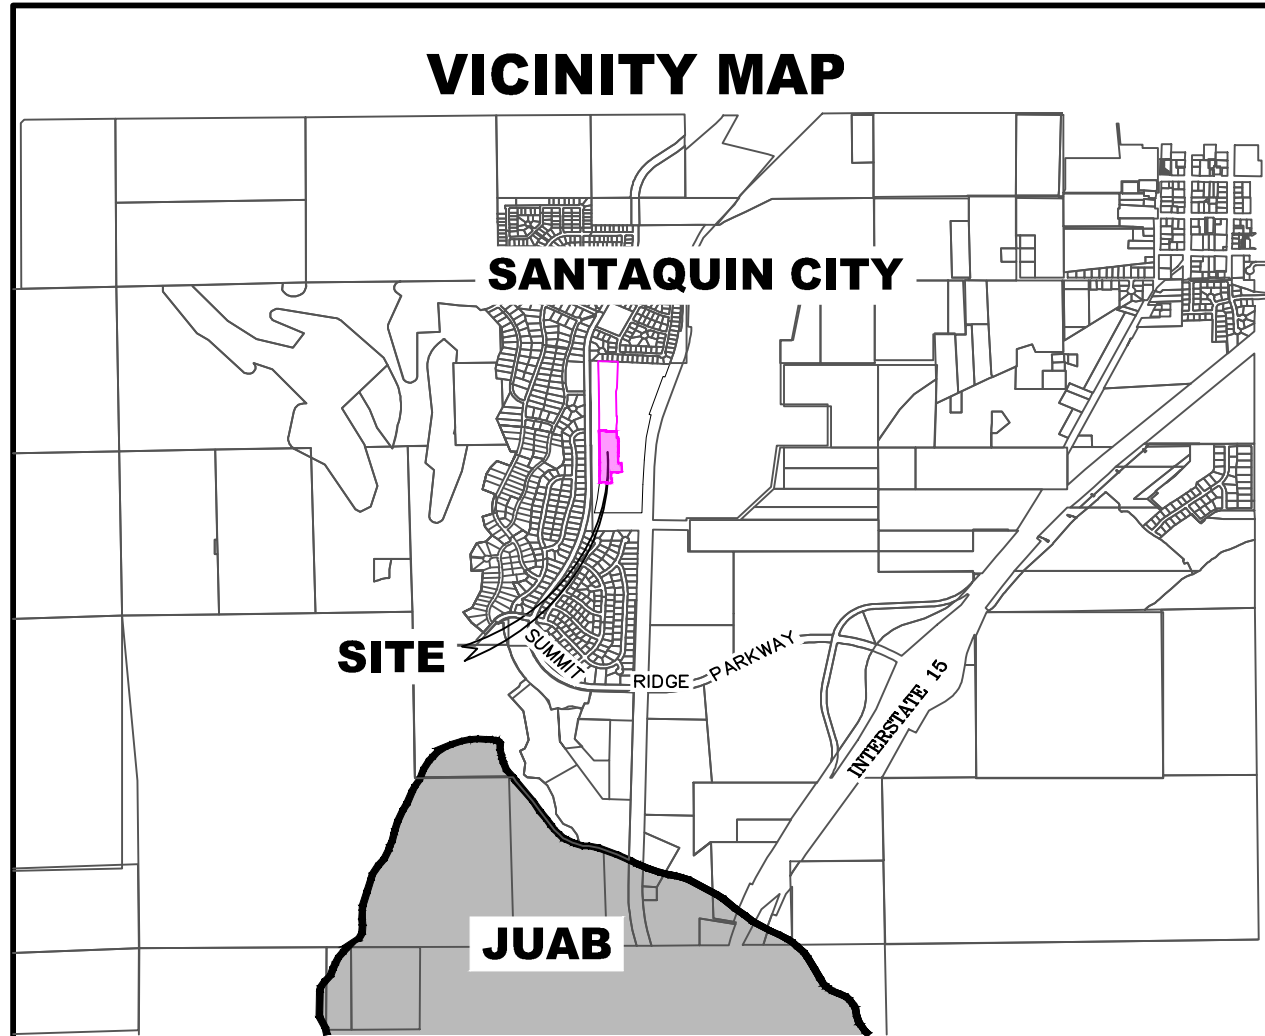 VICINITY MAP
SANTAQUIN CITY
SITE
SUMMIT RIDGE PARKWAY
INTERSTATE 15
JUAB